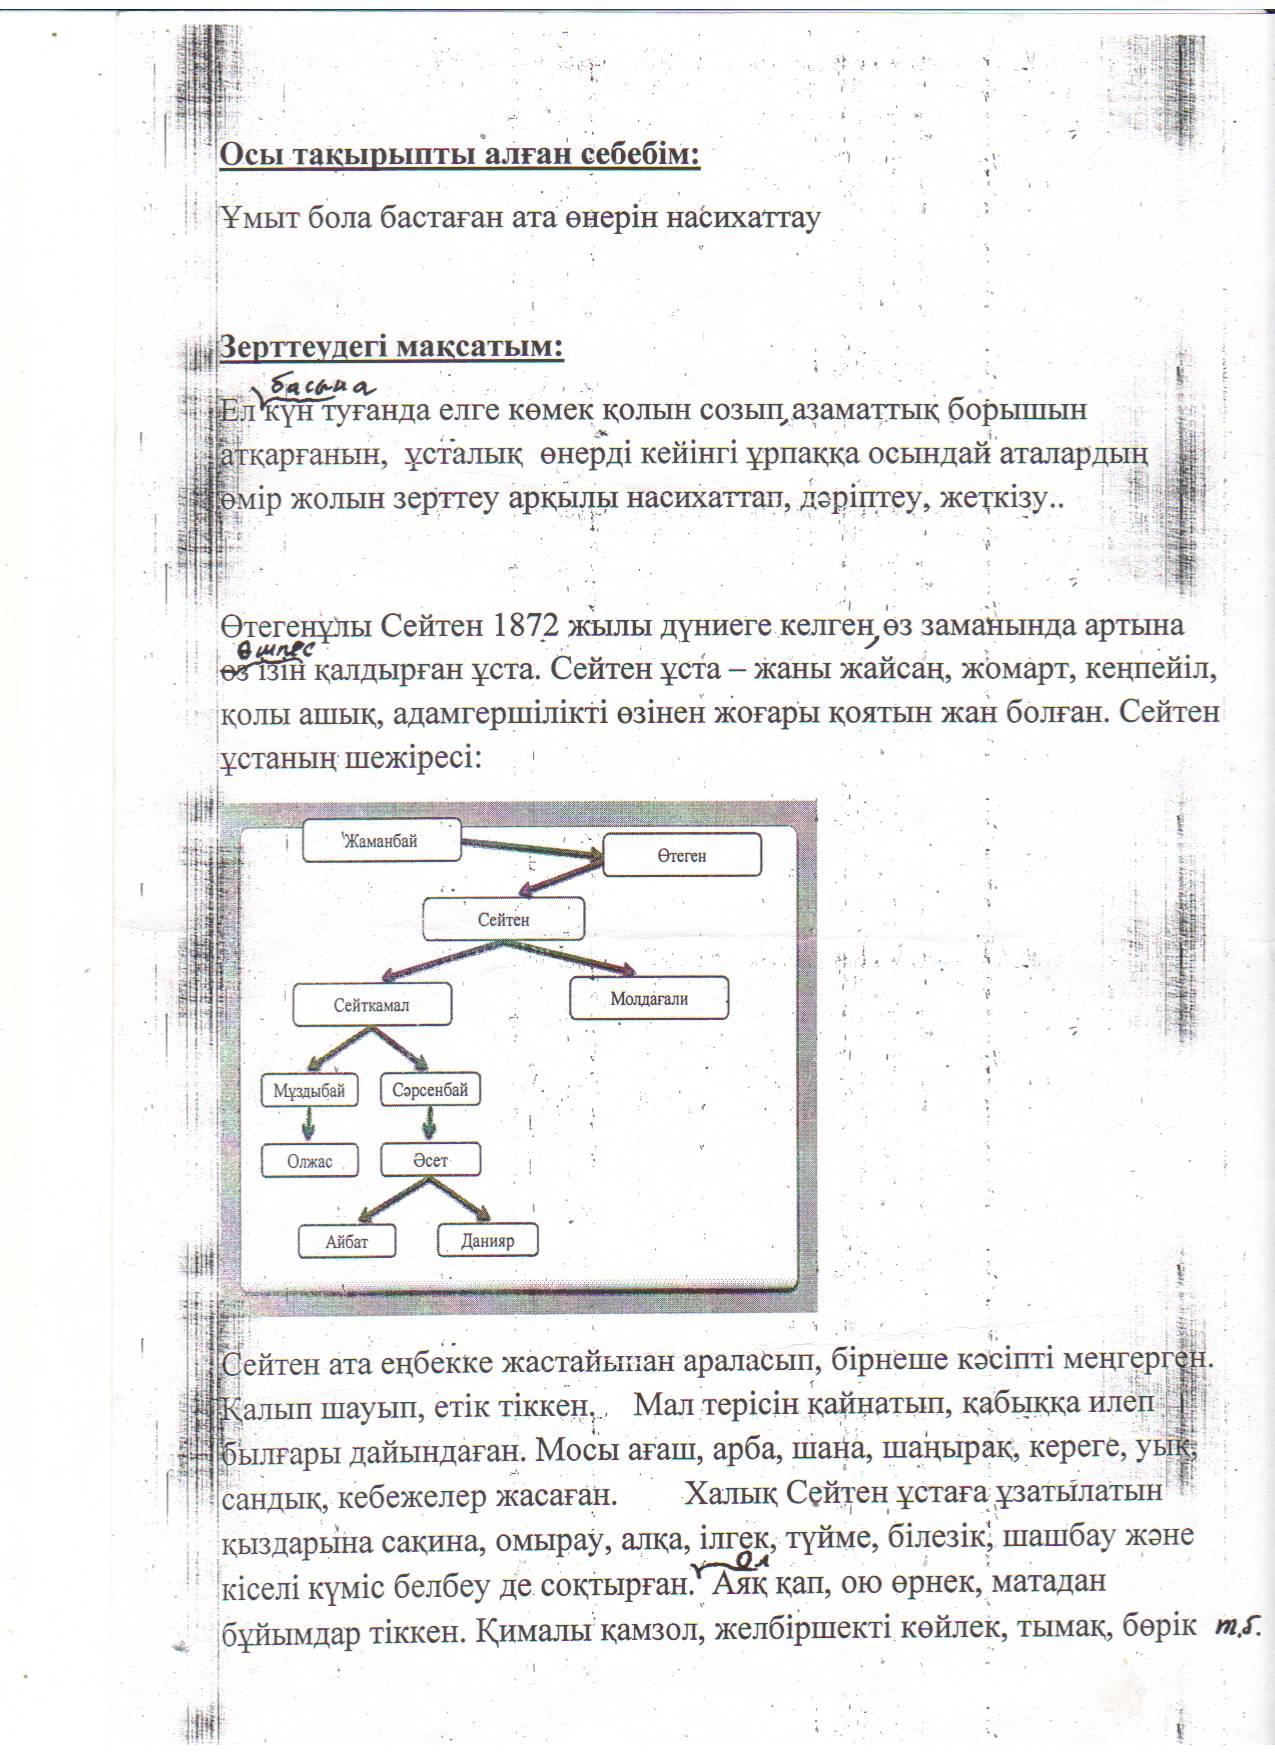 Осы тақырыпты алған себебім:
Ұмыт бола бастаған ата өнерін насихаттау
Зерттеудегі мақсатым:
басына
Ел күн туғанда елге көмек қолын созып, азаматтық борышын
атқарғанын, ұсталық өнерді кейінгі ұрпаққа осындай аталардың
өмір жолын зерттеу арқылы насихаттап, дәріптеу, жеткізу..
Өтегенұлы Сейтен 1872 жылы дүниеге келген, өз заманында артына
өшпес
өз ізін қалдырған ұста. Сейтен ұста – жаны жайсаң, жомарт, кеңпейіл,
қолы ашық, адамгершілікті өзінен жоғары қоятын жан болған. Сейтен
ұстаның шежіресі:
Жаманбай
Өтеген
Сейтен
Сейткамал
Молдағали
Мұздыбай
Сәрсенбай
Олжас
Әсет
Айбат
Данияр
Сейтен ата еңбекке жастайынан араласып, бірнеше кәсіпті меңгерген.
Қалып шауып, етік тіккен. Мал терісін қайнатып, қабыққа илеп
былғары дайындаған. Мосы ағаш, арба, шана, шаңырақ, кереге, уық,
сандық, кебежелер жасаған. Халық Сейтен ұстаға ұзатылатын
қыздарына сақина, омырау, алқа, ілгек, түйме, білезік, шашбау және
Ол
кіселі күміс белбеу де соқтырған. Аяқ қап, ою өрнек, матадан
бұйымдар тіккен. Қималы қамзол, желбіршекті көйлек, тымақ, бөрік т.б.